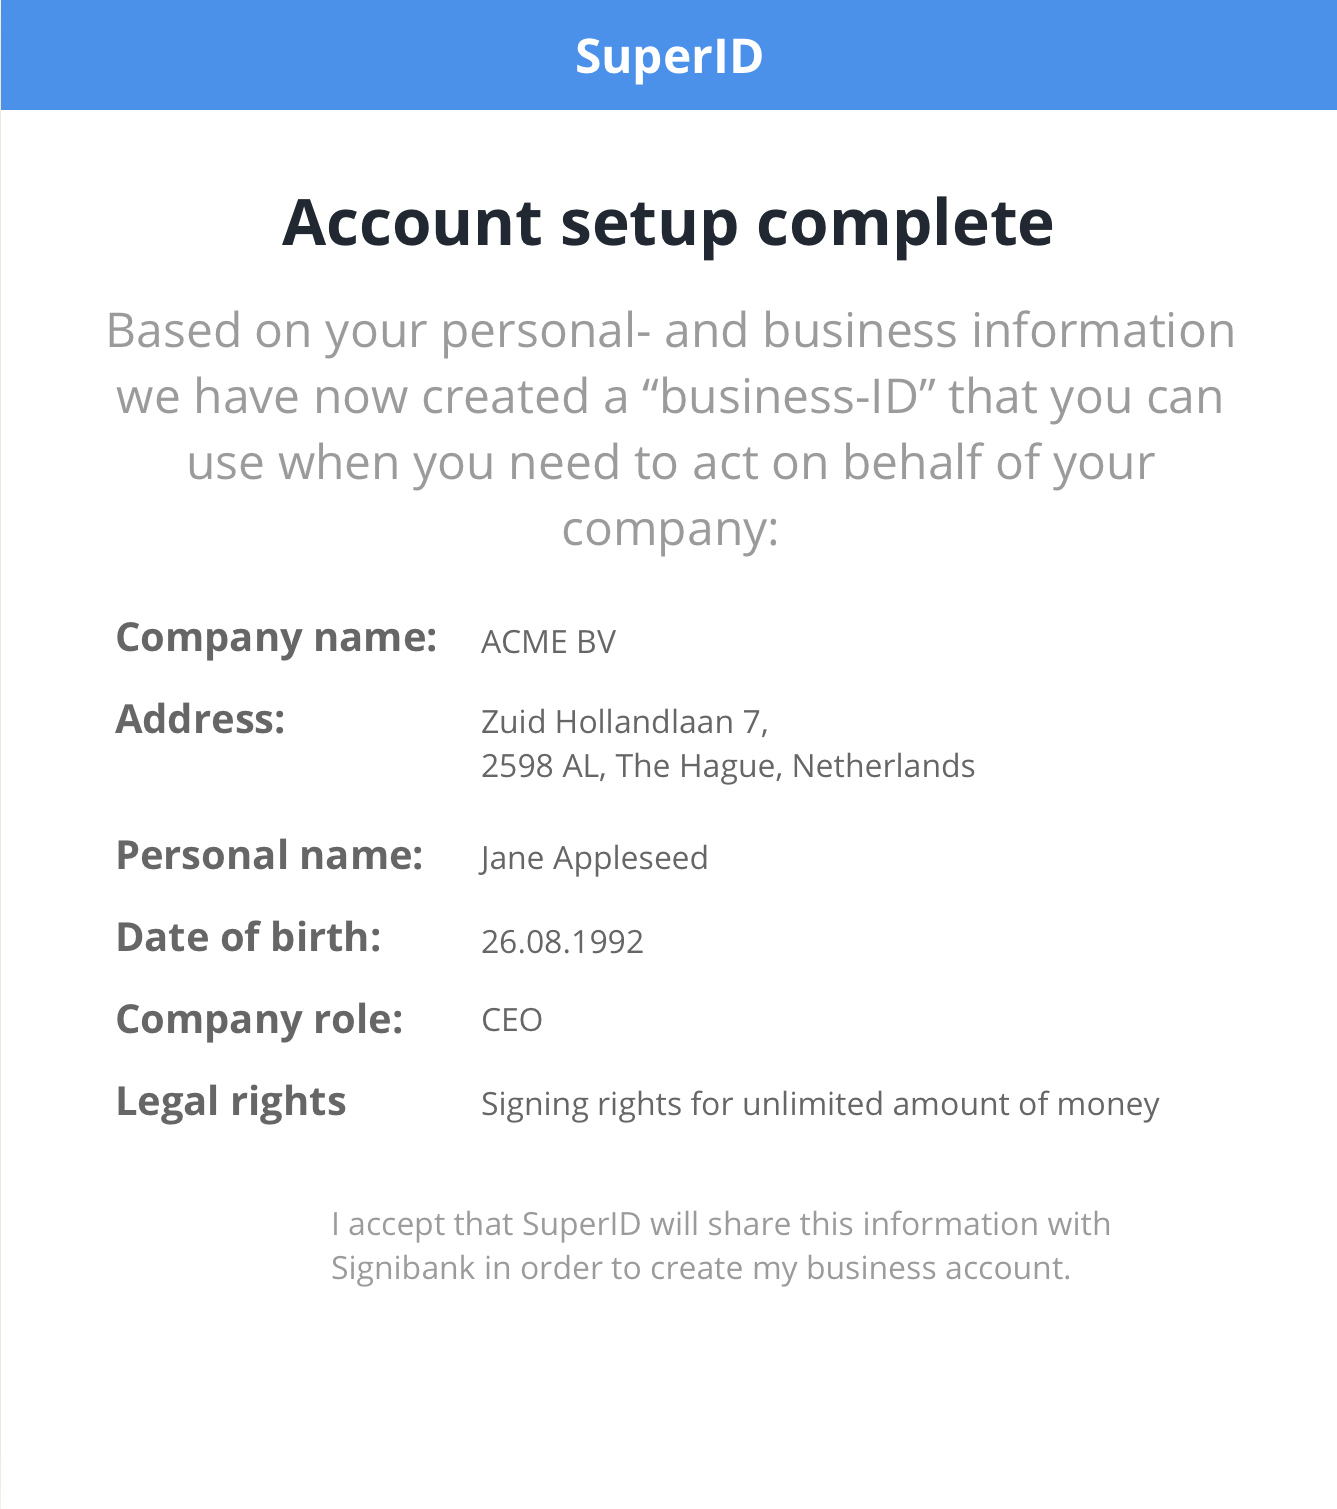 SuperID
Account setup complete
Based on your personal- and business information
we have now created a “business-ID” that you can
use when you need to act on behalf of your
company:
Company name: ACME BV
Address: Zuid Hollandlaan 7,
2598 AL, The Hague, Netherlands
Personal name: Jane Appleseed
Date of birth: 26.08.1992
Company role: CEO
Legal rights Signing rights for unlimited amount of money
I accept that SuperID will share this information with
Signibank in order to create my business account.